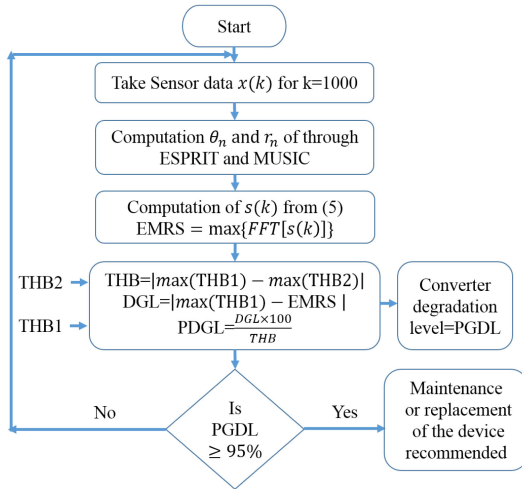 Start
Take Sensor data x(k) for k=1000
Computation θₙ and rₙ of through
ESPRIT and MUSIC
Computation of s(k) from (5)
EMRS = max{FFT[s(k)]}
THB2
THB1
THB=|max(THB1) − max(THB2)|
DGL=|max(THB1) − EMRS |
PDGL=DGL×100/THB
Converter
degradation
level=PGDL
No
Is
PGDL
≥ 95%
Yes
Maintenance
or replacement
of the device
recommended